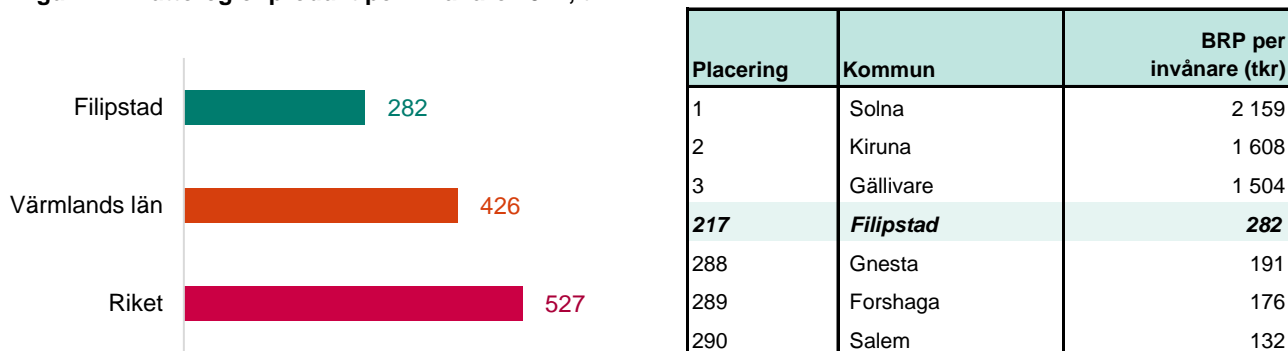 Filipstad 282
Värmlands län 426
Riket 527
Placering Kommun BRP per invånare (tkr)
1 Solna 2 159
2 Kiruna 1 608
3 Gällivare 1 504
217 Filipstad 282
288 Gnesta 191
289 Forshaga 176
290 Salem 132